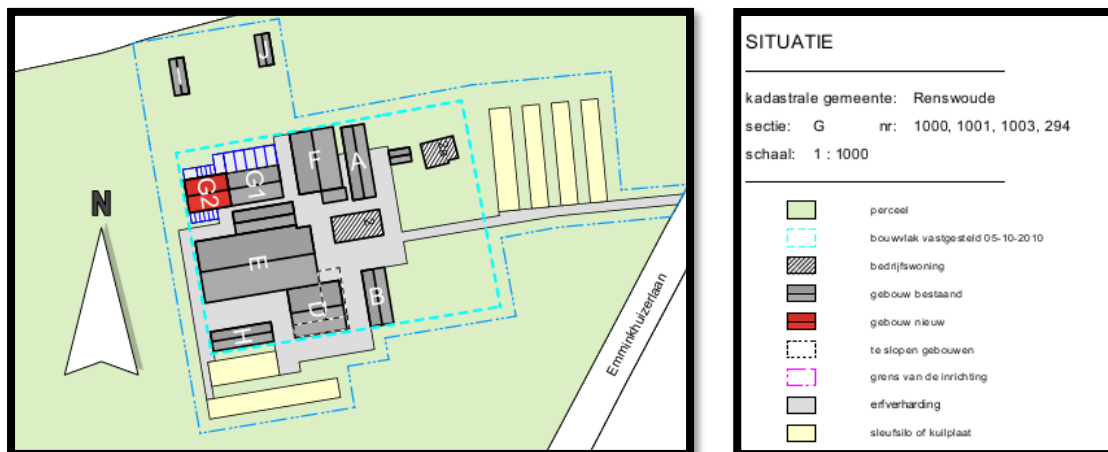 J
I
F
A
G1
G2
N
E
B
D
H
Emminkhuizerlaan
SITUATIE
kadastrale gemeente: Renswoude
sectie: G nr: 1000, 1001, 1003, 294
schaal: 1 : 1000
perceel
bouwvlak vastgesteld 05-10-2010
bedrijfswoning
gebouw bestaand
gebouw nieuw
te slopen gebouwen
grens van de inrichting
erfverharding
sleufsilo of kuilplaat